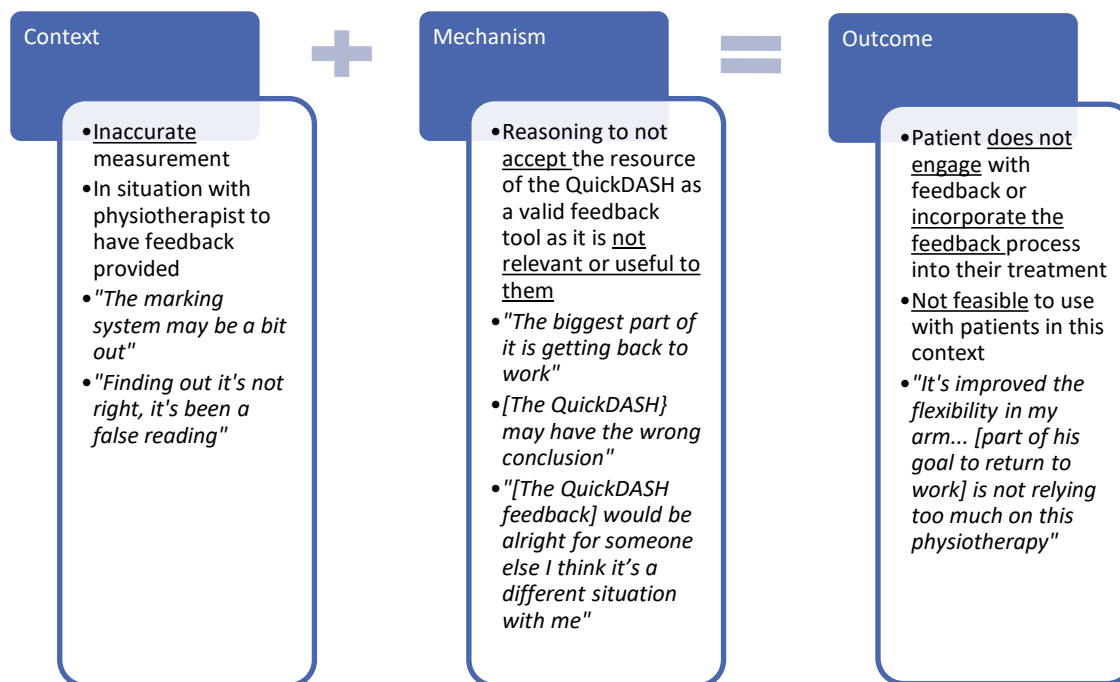 Context
•Inaccurate
measurement
•In situation with
physiotherapist to
have feedback
provided
•"The marking
system may be a bit
out"
•"Finding out it's not
right, it's been a
false reading"
Mechanism
•Reasoning to not
accept the resource
of the QuickDASH as
a valid feedback
tool as it is not
relevant or useful to
them
•"The biggest part of
it is getting back to
work"
•[The QuickDASH}
may have the wrong
conclusion"
•"[The QuickDASH
feedback] would be
alright for someone
else I think it’s a
different situation
with me"
Outcome
•Patient does not
engage with
feedback or
incorporate the
feedback process
into their treatment
•Not feasible to use
with patients in this
context
•"It's improved the
flexibility in my
arm... [part of his
goal to return to
work] is not relying
too much on this
physiotherapy"